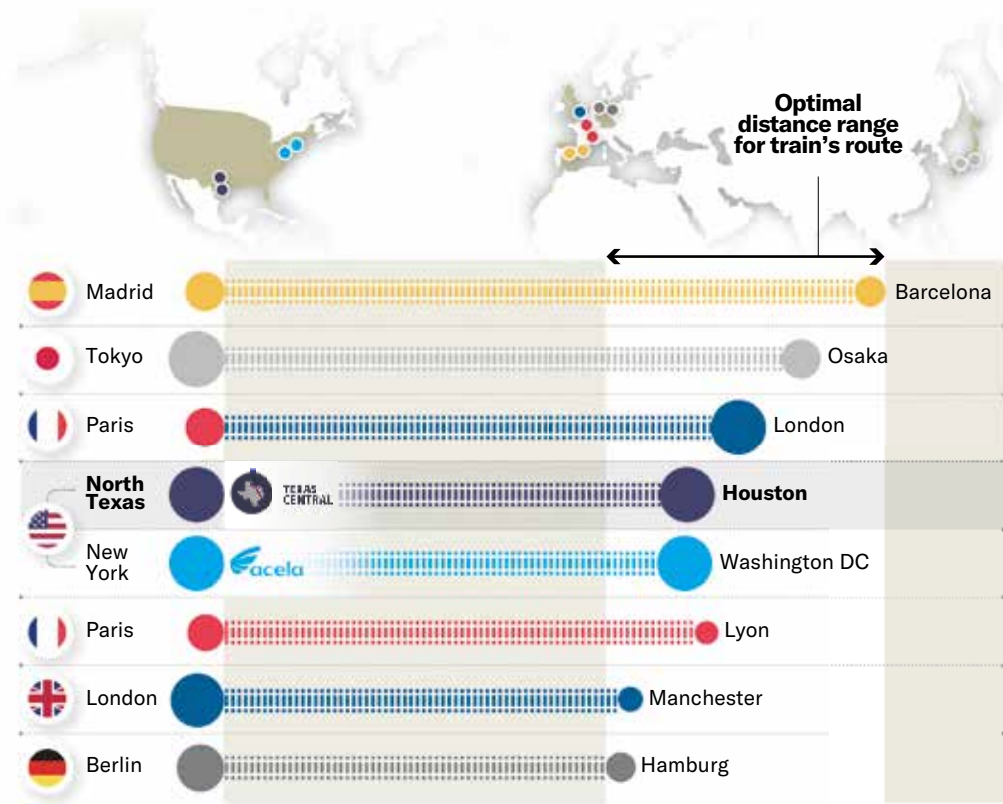 Optimal
distance range
for train's route
Madrid
Barcelona
Tokyo
Osaka
Paris
London
North
Texas
TEXAS
CENTRAL
Houston
New
York
acela
Washington DC
Paris
Lyon
London
Manchester
Berlin
Hamburg